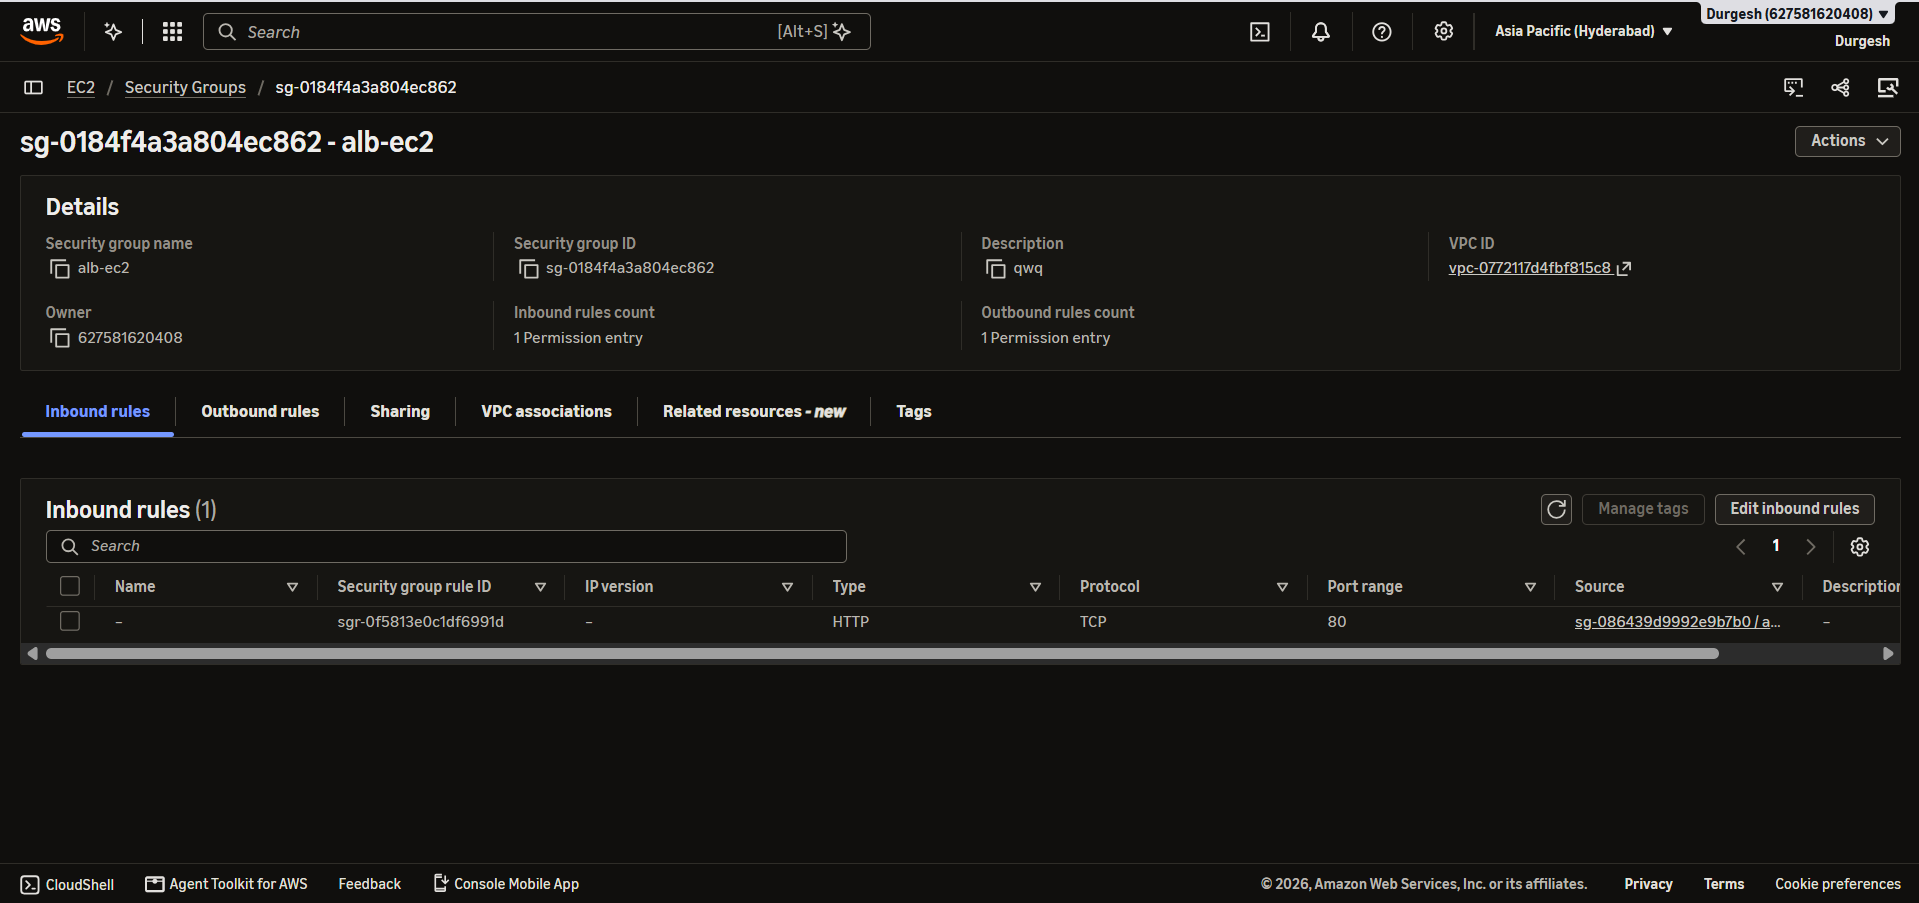 aws
Search
[Alt+S]
Asia Pacific (Hyderabad)
Durgesh (627581620408)
Durgesh
EC2 / Security Groups / sg-0184f4a3a804ec862
sg-0184f4a3a804ec862 - alb-ec2
Actions
Details
Security group name
alb-ec2
Security group ID
sg-0184f4a3a804ec862
Description
qwq
VPC ID
vpc-0772117d4fbf815c8
Owner
627581620408
Inbound rules count
1 Permission entry
Outbound rules count
1 Permission entry
Inbound rules
Outbound rules
Sharing
VPC associations
Related resources - new
Tags
Inbound rules (1)
Manage tags
Edit inbound rules
Search
1
Name
Security group rule ID
IP version
Type
Protocol
Port range
Source
Description
–
sgr-0f5813e0c1df6991d
–
HTTP
TCP
80
sg-086439d9992e9b7b0 / a...
–
CloudShell
Agent Toolkit for AWS
Feedback
Console Mobile App
© 2026, Amazon Web Services, Inc. or its affiliates.
Privacy
Terms
Cookie preferences